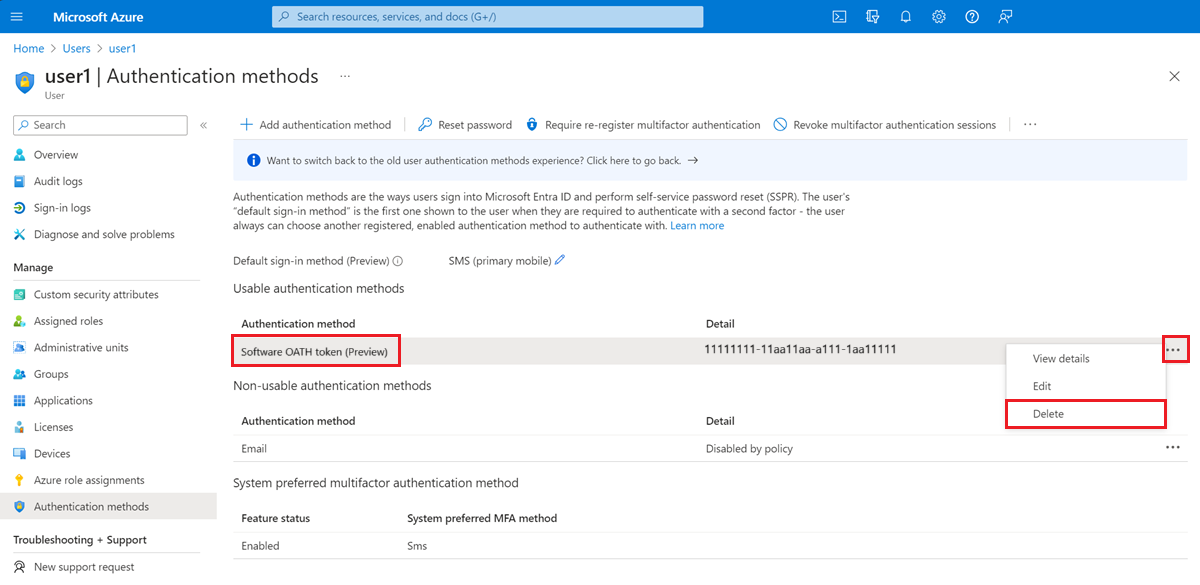 Microsoft Azure
Search resources, services, and docs (G+/)
Home > Users > user1
user1 | Authentication methods ...
User
Search
«
Overview
Audit logs
Sign-in logs
Diagnose and solve problems
Manage
Custom security attributes
Assigned roles
Administrative units
Groups
Applications
Licenses
Devices
Azure role assignments
Authentication methods
Troubleshooting + Support
New support request
Add authentication method
Reset password
Require re-register multifactor authentication
Revoke multifactor authentication sessions
...
Want to switch back to the old user authentication methods experience? Click here to go back. →
Authentication methods are the ways users sign into Microsoft Entra ID and perform self-service password reset (SSPR). The user's
“default sign-in method” is the first one shown to the user when they are required to authenticate with a second factor - the user
always can choose another registered, enabled authentication method to authenticate with. Learn more
Default sign-in method (Preview) SMS (primary mobile)
Usable authentication methods
Authentication method Detail
Software OATH token (Preview) 11111111-11aa11aa-a111-1aa11111 ...
View details
Edit
Delete
Non-usable authentication methods
Authentication method Detail
Email Disabled by policy ...
System preferred multifactor authentication method
Feature status System preferred MFA method
Enabled Sms